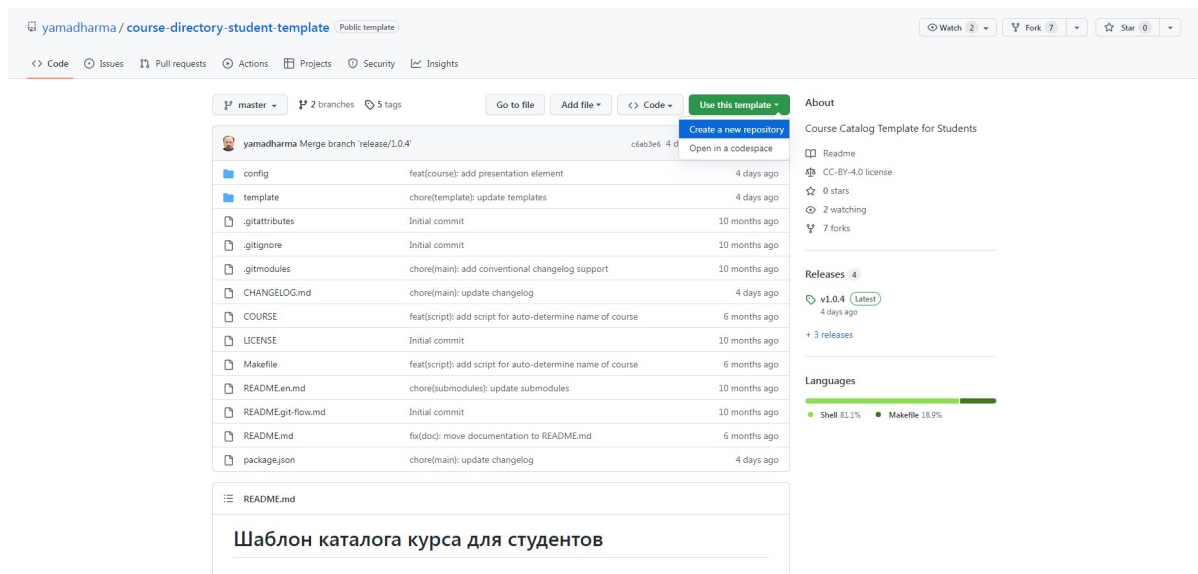 yamadharma / course-directory-student-template Public template
Watch 2 Fork 7 Star 0
<> Code Issues Pull requests Actions Projects Security Insights
master 2 branches 5 tags Go to file Add file <> Code Use this template
Create a new repository
Open in a codespace
yamadharma Merge branch 'release/1.0.4' c6ab3e6 4 d
config feat(course): add presentation element 4 days ago
template chore(template): update templates 4 days ago
.gitattributes Initial commit 10 months ago
.gitignore Initial commit 10 months ago
.gitmodules chore(main): add conventional changelog support 10 months ago
CHANGELOG.md chore(main): update changelog 4 days ago
COURSE feat(script): add script for auto-determine name of course 6 months ago
LICENSE Initial commit 10 months ago
Makefile feat(script): add script for auto-determine name of course 6 months ago
README.en.md chore(submodules): update submodules 10 months ago
README.git-flow.md Initial commit 10 months ago
README.md fix(doc): move documentation to README.md 6 months ago
package.json chore(main): update changelog 4 days ago
README.md
Шаблон каталога курса для студентов
About
Course Catalog Template for Students
Readme
CC-BY-4.0 license
0 stars
2 watching
7 forks
Releases 4
v1.0.4 Latest
4 days ago
+ 3 releases
Languages
Shell 81.1% Makefile 18.9%